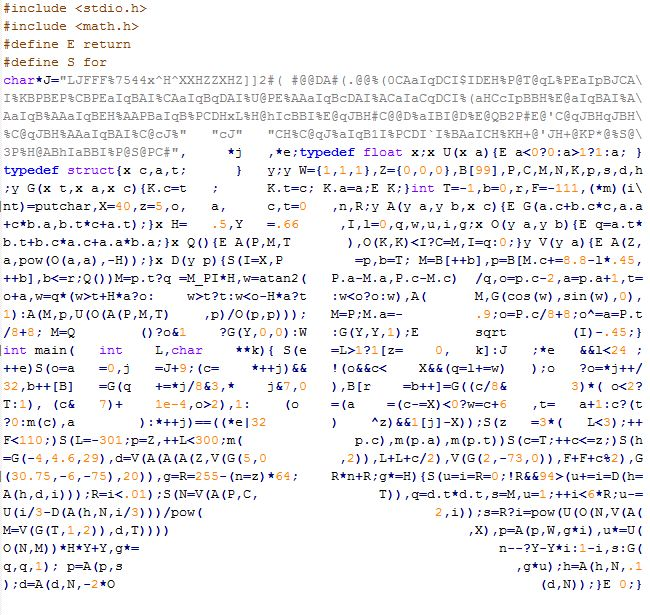 #include <stdio.h>
#include <math.h>
#define E return
#define S for
char*J="LJFFF%7544x^H^XXHZZXHZ]]2#( #@@DA#(.@@%(0CAaIqDCI$IDEH%P@T@qL%PEaIpBJCA\
I%KBPBEP%CBPEaIqBAI%CAaIqBqDAI%U@PE%AAaIqBcDAI%ACaIaCqDCI%(aHCcIpBBH%E@aIqBAI%A\
AaIqB%AAaIqBEH%AAPBaIqB%PCDHxL%H@hIcBBI%E@qJBH#C@@D%aIBI@D%E@QB2P#E@'C@qJBHqJBH\
%C@qJBH%AAaIqBAI%C@cJ%"    "cJ"    "CH%C@qJ%aIqB1I%PCDI`I%BAaICH%KH+@'JH+@KP*@%S@\
3P%H@ABhIaBBI%P@S@PC#",    *j    ,*e;typedef float x;x U(x a){E a<0?0:a>1?1:a; }
typedef struct{x c,a,t;    }    y;y W={1,1,1},Z={0,0,0},B[99],P,C,M,N,K,p,s,d,h
;y G(x t,x a,x c){K.c=t ;    K.t=c; K.a=a;E K;}int T=-1,b=0,r,F=-111,(*m)(i\
nt)=putchar,X=40,z=5,o, a,    c,t=0    ,n,R;y A(y a,y b,x c){E G(a.c+b.c*c,a.a
+c*b.a,b.t*c+a.t);}x H=    .5,Y =.66    ,I,l=0,q,w,u,i,g;x O(y a,y b){E q=a.t*
b.t+b.c*a.c+a.a*b.a;}x Q(){E A(P,M,T    ),O(K,K)<I?C=M,I=q:0;}y V(y a){E A(Z,
a,pow(O(a,a),-H));}x D(y p){S(I=X,P    =p,b=T; M=B[++b],p=B[M.c+=8.8-l*.45,
++b],b<=r;Q())M=p.t?q =M_PI*H,w=atan2(    P.a-M.a,P.c-M.c)    /q,o=p.c-2,a=p.a+1,t=
o+a,w=q*(w>t+H*a?o:    w>t?t:w<o-H*a?t    :w<o?o:w),A(    M,G(cos(w),sin(w),0),
1):A(M,p,U(O(A(P,M,T)    ,p)/O(p,p)));    M=P;M.a=-    .9;o=P.c/8+8;o^=a=P.t
/8+8; M=Q    ()?o&1    ?G(Y,0,0):W    :G(Y,Y,1);E    sqrt    (I)-.45;}
int main(    int    L,char    **k){ S(e    =L>1?1[z=    0,    k]:J    ;*e    &&l<24 ;
++e)S(o=a    =0,j    =J+9;(c=    *++j)&&    !(o&&c<    X&&(q=l+=w)    );o    ?o=*j++/
32,b++[B]    =G(q    +=*j/8&3,*    j&7,0    ),B[r    =b++]=G((c/8&    3)*(  o<2?
T:1), (c&    7)+    1e-4,o>2),1:    (o    =(a    =(c-=X)<0?w=c+6    ,t=    a+1:c?(t
)?0:m(c),a    ):*++j)==((*e|32    )    ^z)&&1[j]-X));S(z    =3*(    L<3);++
F<110;)S(L=-301;p=Z,++L<300;m(    p.c),m(p.a),m(p.t))S(c=T;++c<=z;)S(h
=G(-4,4.6,29),d=V(A(A(A(Z,V(G(5,0    ,2)),L+L+c/2),V(G(2,-73,0)),F+F+c%2),G
(30.75,-6,-75),20)),g=R=255-(n=z)*64;    R*n+R;g*=H){S(u=i=R=0;!R&&94>(u+=i=D(h=
A(h,d,i)));R=i<.01);S(N=V(A(P,C,    T)),q=d.t*d.t,s=M,u=1;++i<6*R;u-=
U(i/3-D(A(h,N,i/3)))/pow(    2,i));s=R?i=pow(U(O(N,V(A(
M=V(G(T,1,2)),d,T))))    ,X),p=A(p,W,g*i),u*=U(
O(N,M))*H*Y+Y,g*=    n--?Y-Y*i:1-i,s:G(
q,q,1); p=A(p,s    ,g*u);h=A(h,N,.1
);d=A(d,N,-2*O    (d,N));}E 0;}